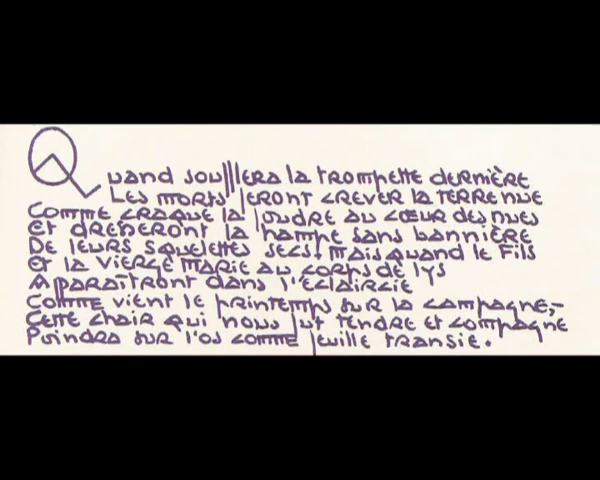 Quand soufflera la trompette dernière
Les morts feront crever la terre nue
Comme craque la foudre au cœur des nues
Et dresseront la hampe sans bannière
De leurs squelettes secs. Mais quand le Fils
Et la Vierge Marie au corps de lys
Apparaîtront dans l'éclaircie
Comme vient le printemps sur la campagne,-
Cette chair qui nous fut tendre et compagne
Poindra sur l'os comme feuille transie.